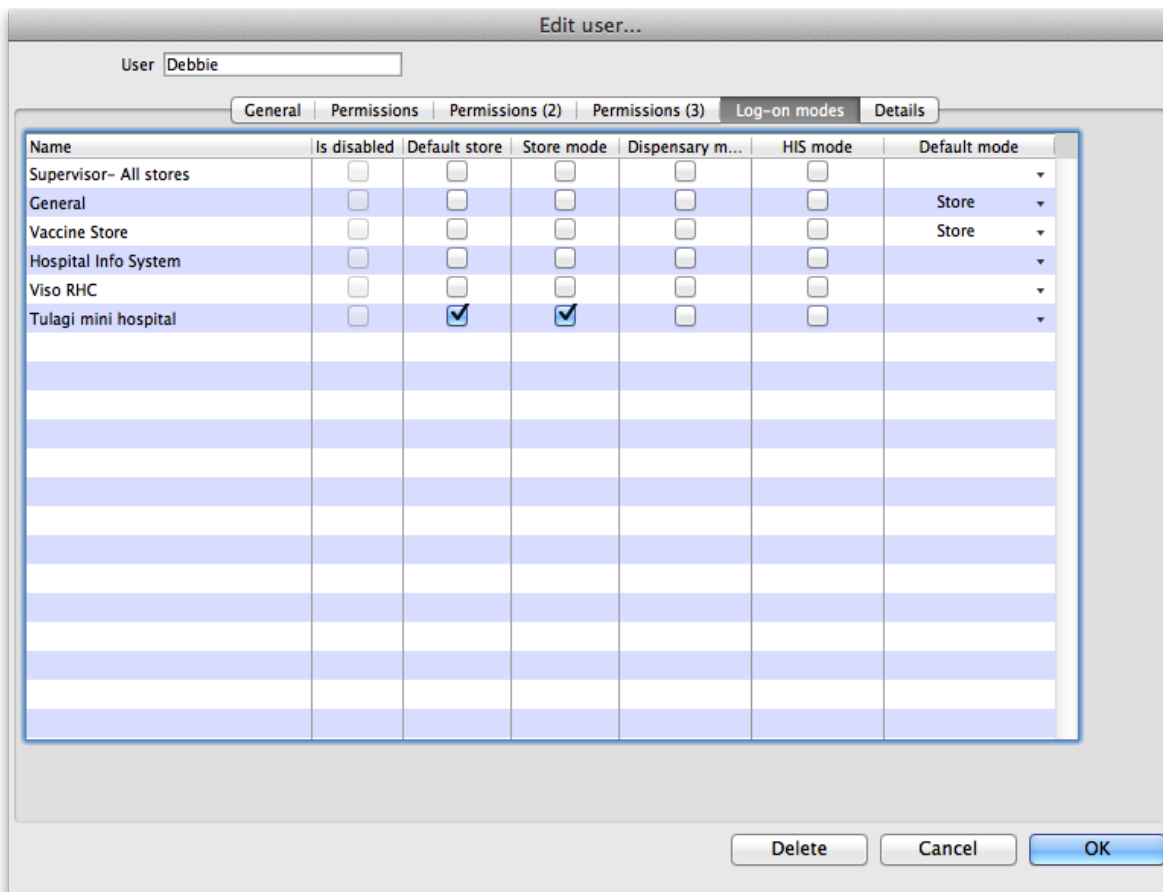 Edit user...
User Debbie
General Permissions Permissions (2) Permissions (3) Log-on modes Details
Name Is disabled Default store Store mode Dispensary m... HIS mode Default mode
Supervisor- All stores
General Store
Vaccine Store Store
Hospital Info System
Viso RHC
Tulagi mini hospital
Delete Cancel OK